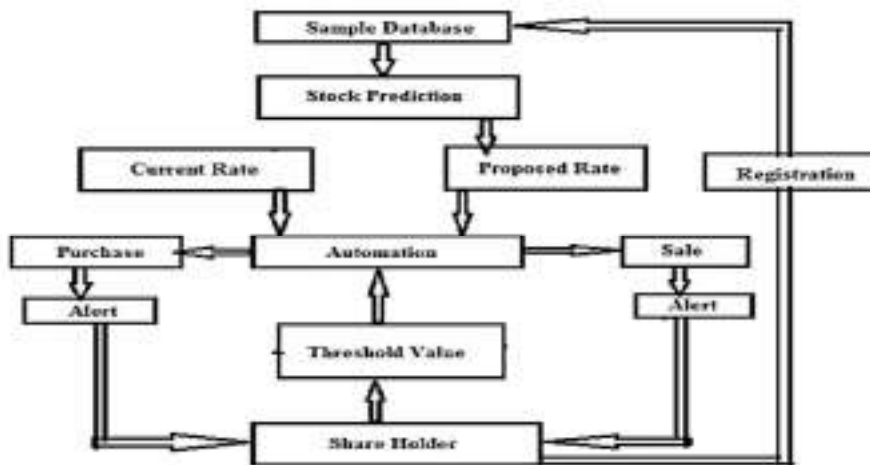 Sample Database
Stock Prediction
Current Rate
Proposed Rate
Registration
Purchase
Automation
Sale
Alert
Alert
Threshold Value
Share Holder